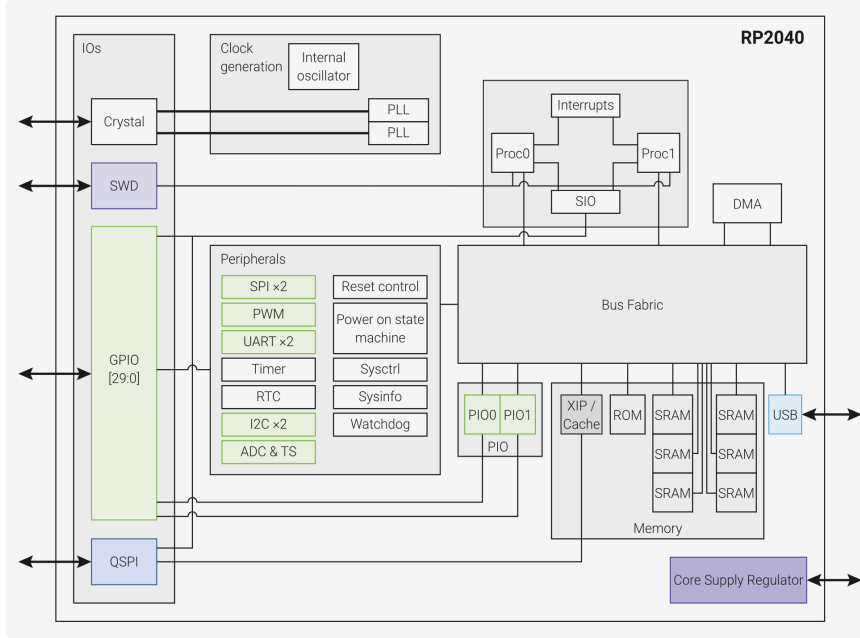 RP2040
IOs
Clock
generation
Internal
oscillator
Crystal
PLL
PLL
SWD
Interrupts
Proc0
Proc1
SIO
DMA
GPIO
[29:0]
Peripherals
SPI ×2
PWM
UART ×2
Timer
RTC
I2C ×2
ADC & TS
Reset control
Power on state
machine
Sysctrl
Sysinfo
Watchdog
Bus Fabric
PIO0
PIO1
PIO
XIP /
Cache
ROM
SRAM
SRAM
SRAM
SRAM
SRAM
SRAM
Memory
USB
QSPI
Core Supply Regulator